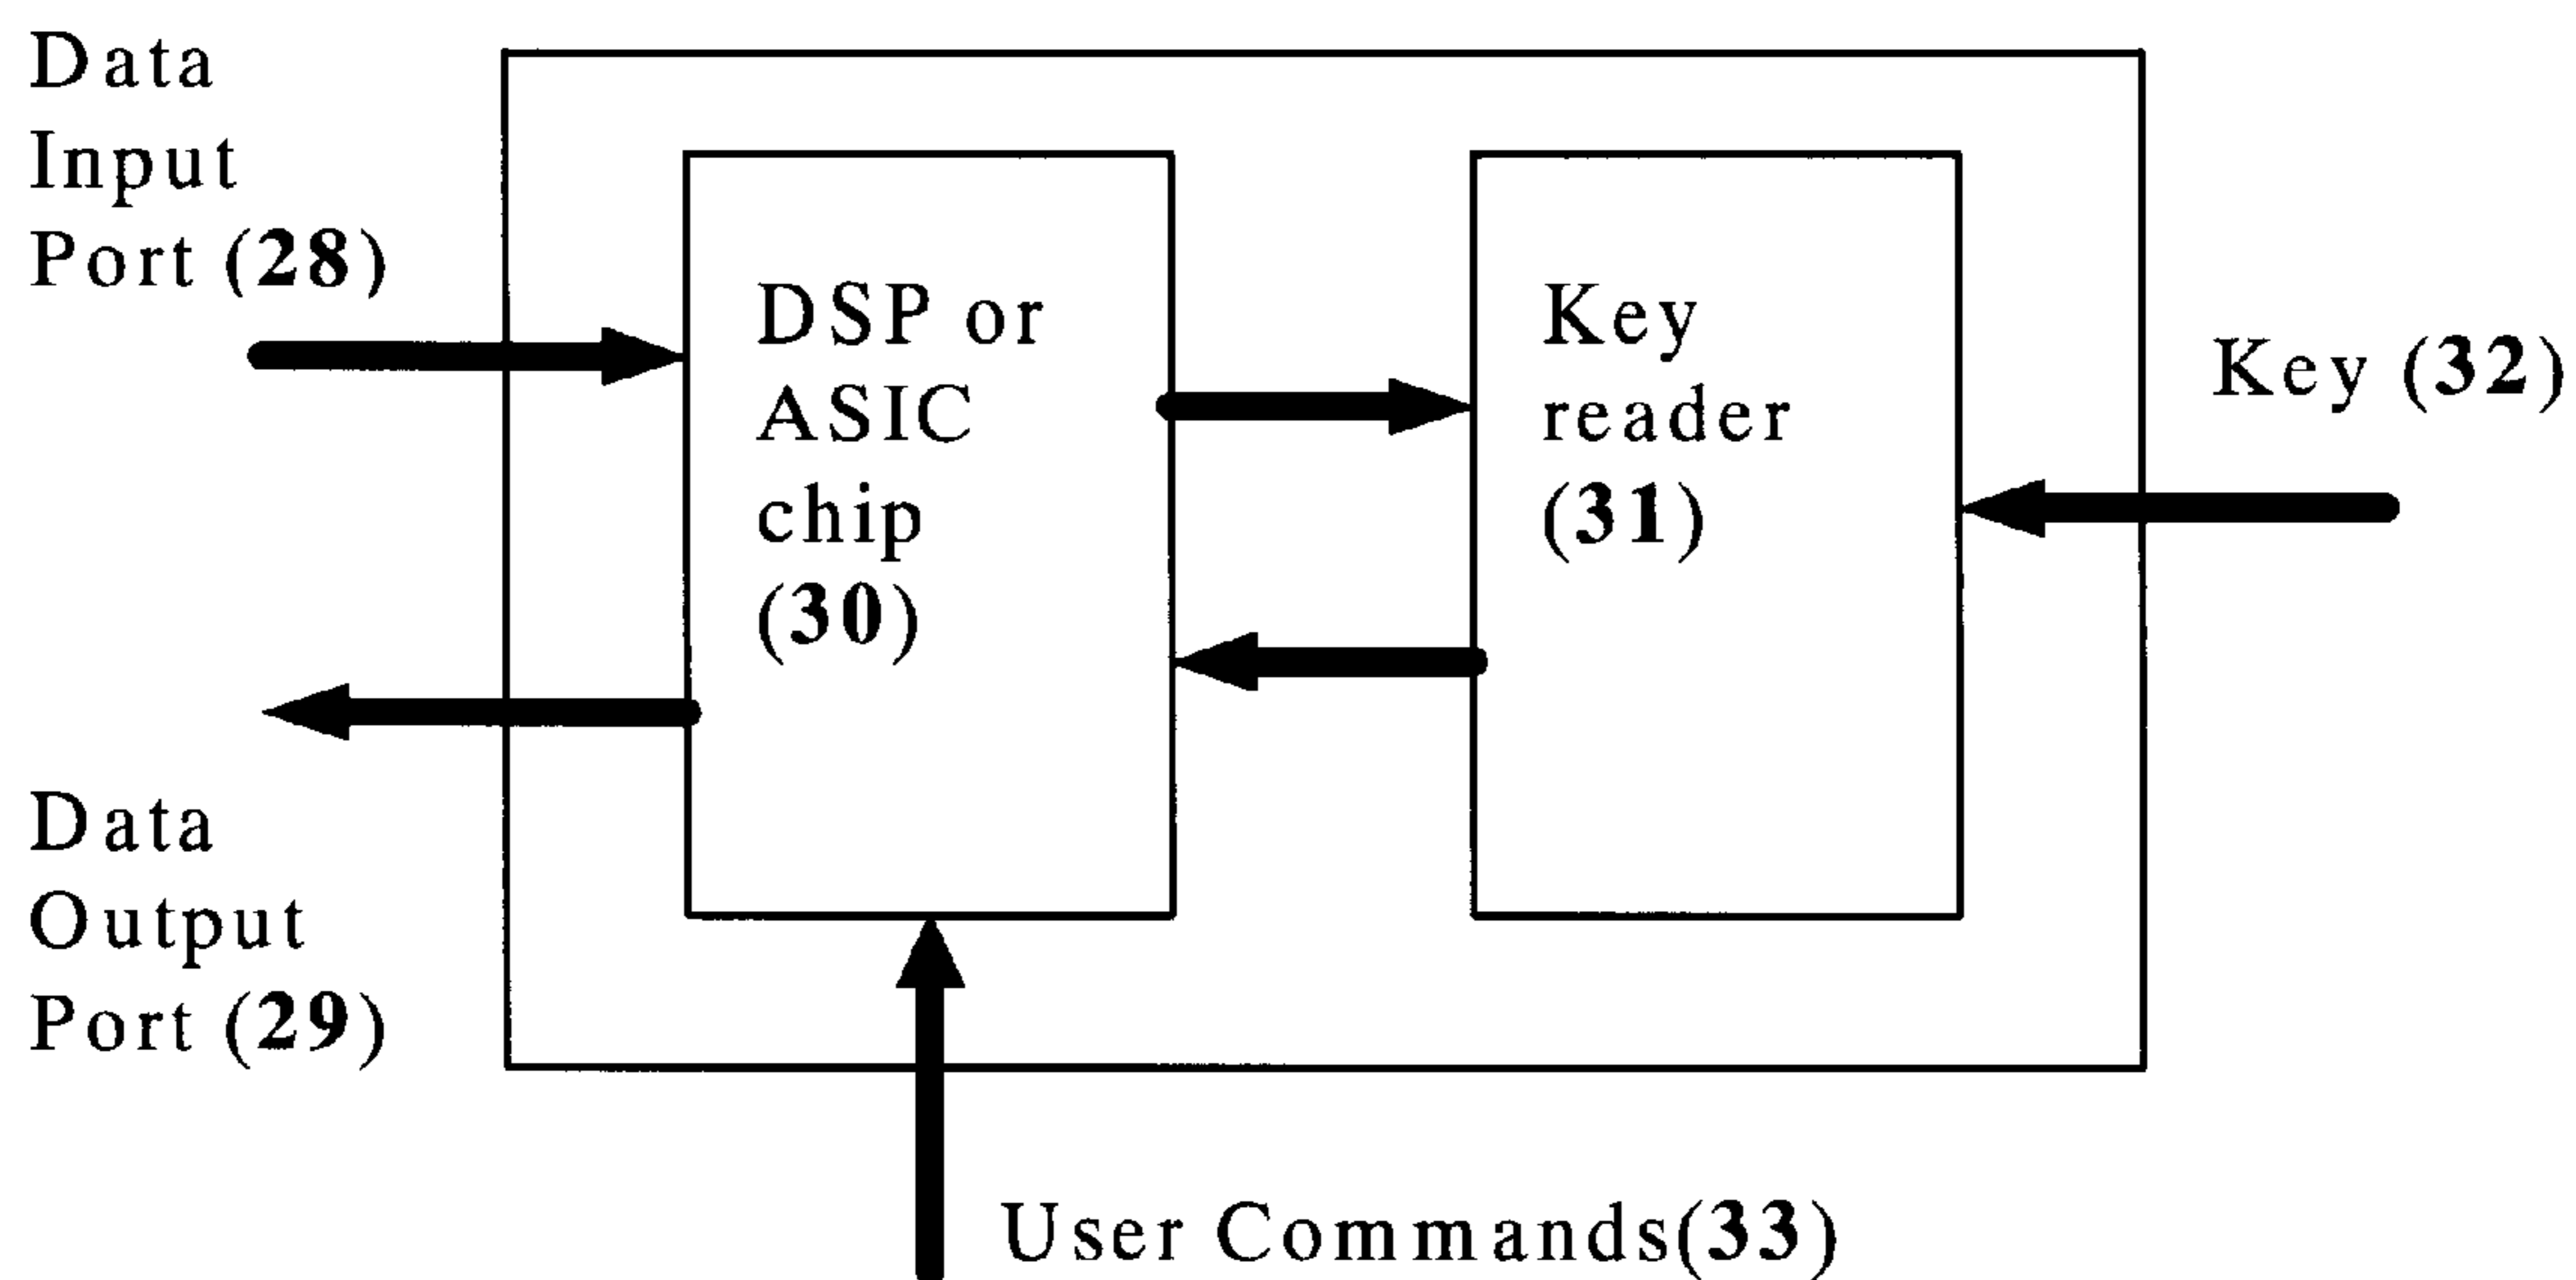 Data
Input
Port (28)
DSP or
ASIC
chip
(30)
Key
reader
(31)
Key (32)
Data
Output
Port (29)
User Commands(33)